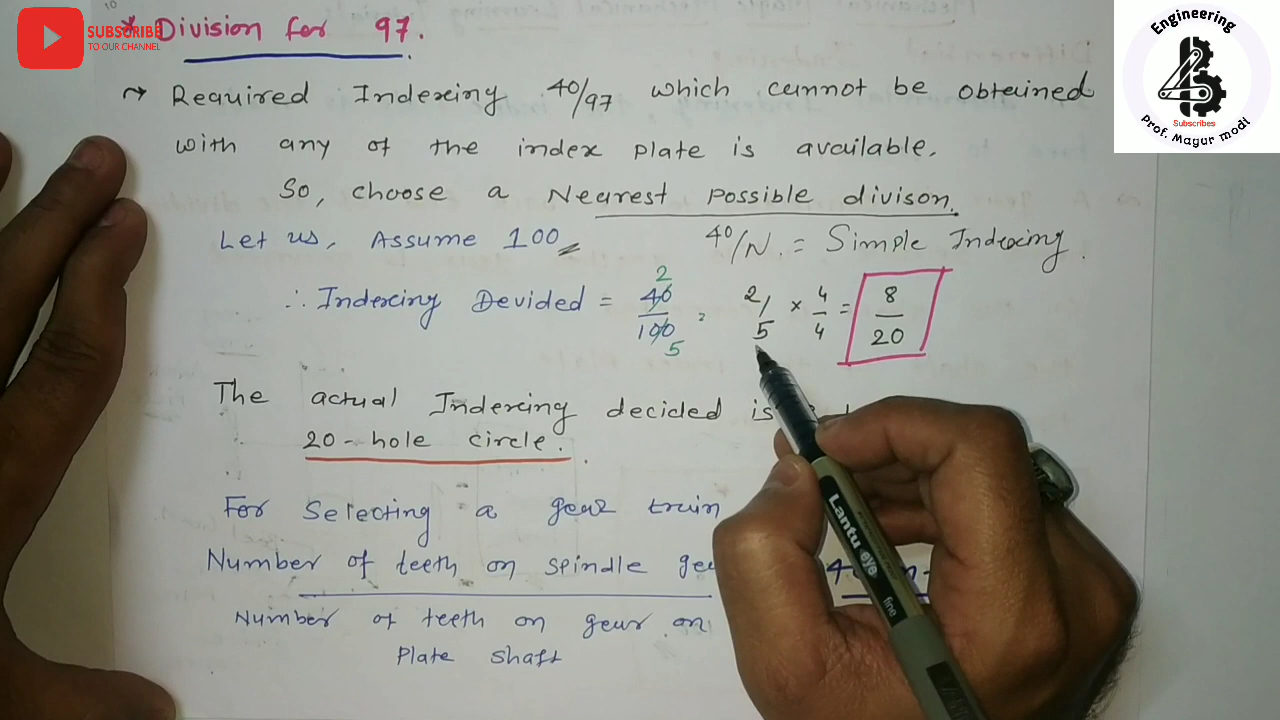 SUBSCRIBE
TO OUR CHANNEL
* Division for 97.
Engineering
Subscribes
Prof. Mayur modi
→ Required Indexing 40/97 which cannot be obtained
with any of the index plate is available.
So, choose a Nearest possible divison.
Let us, Assume 100 40/N. = Simple Indexing.
∴ Indexing Devided = 40/100 = 2/5 × 4/4 = 8/20
2
5
The actual Indexing decided is
20-hole circle.
For Selecting a gear train
Number of teeth on spindle
Number of teeth on gear on
Plate shaft
Lantu eye
fine